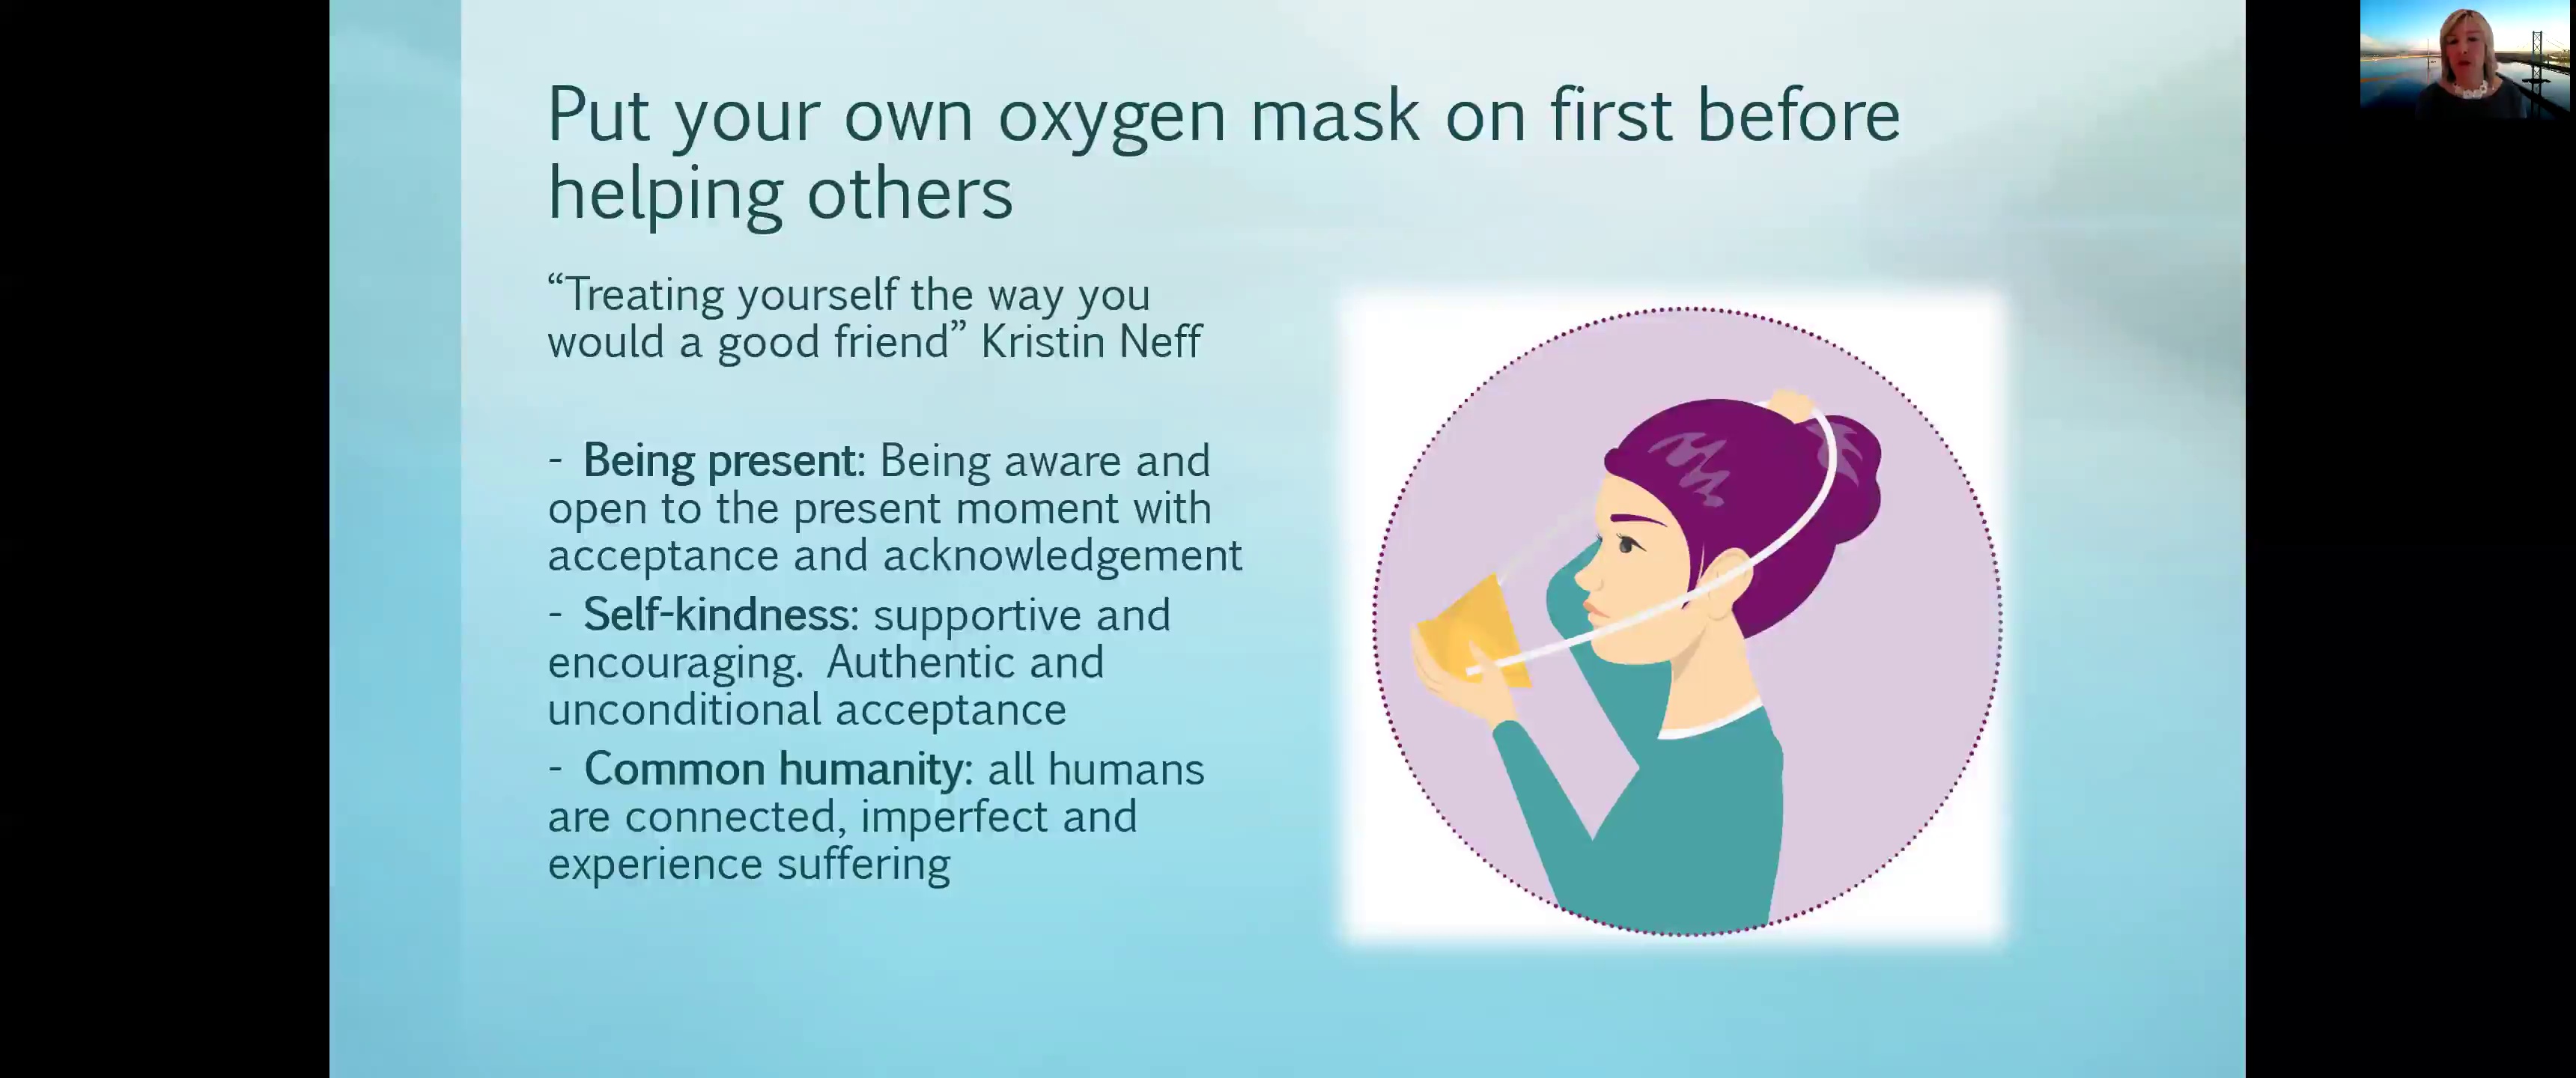 Put your own oxygen mask on first before
helping others
“Treating yourself the way you
would a good friend” Kristin Neff
- Being present: Being aware and
open to the present moment with
acceptance and acknowledgement
- Self-kindness: supportive and
encouraging. Authentic and
unconditional acceptance
- Common humanity: all humans
are connected, imperfect and
experience suffering